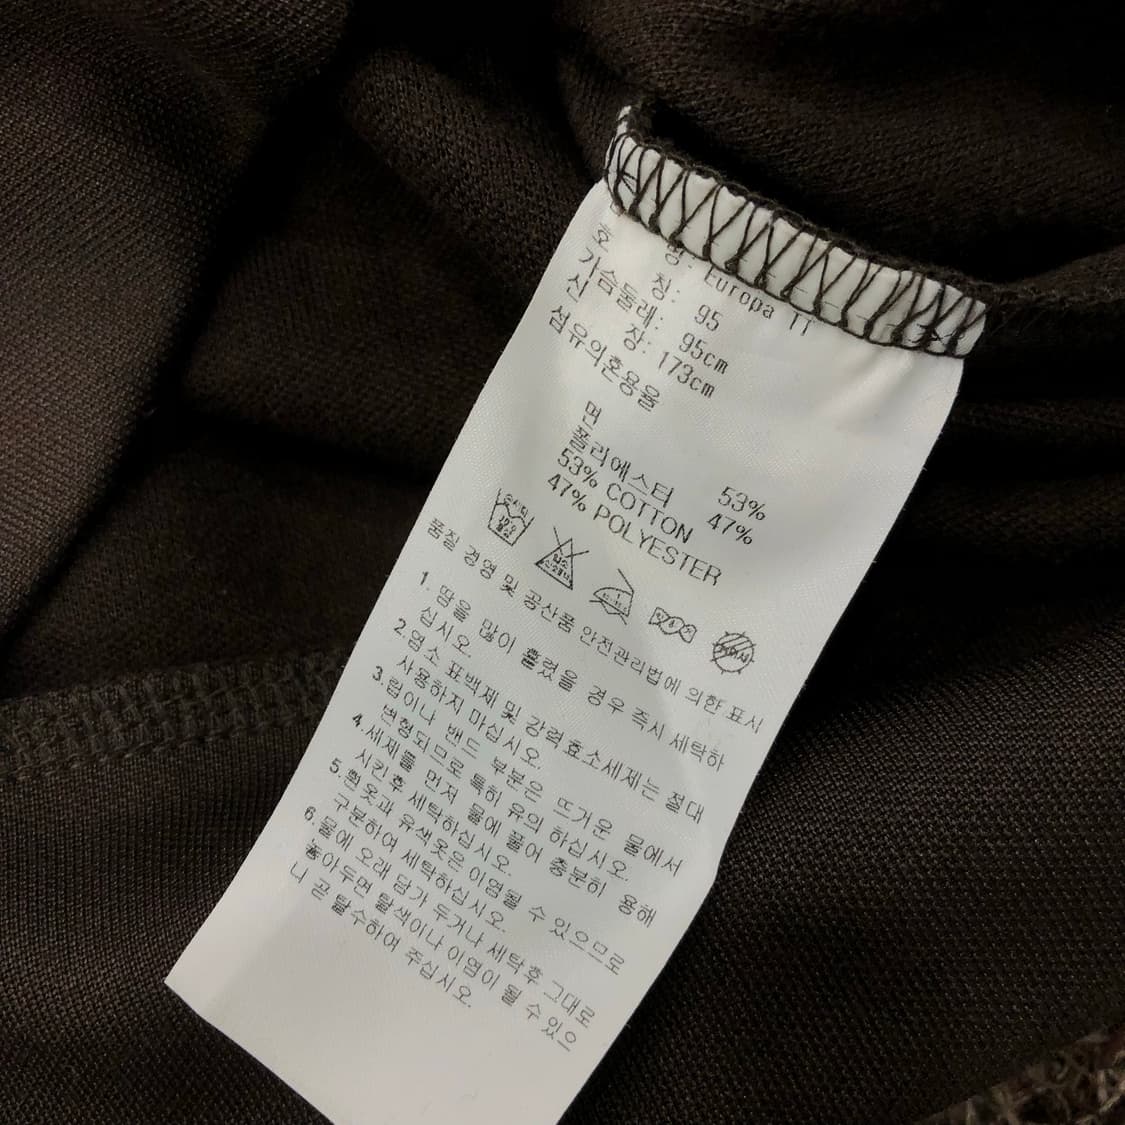 명: Europa TT
호 칭: 95
가슴둘레: 95cm
신 장: 173cm
섬유의혼용율
면 53%
폴리에스터 47%
53% COTTON
47% POLYESTER
품질 경영 및 공산품 안전관리법에 의한 표시
1. 땀을 많이 흘렸을 경우 즉시 세탁하
십시오.
2. 염소 표백제 및 강력효소세제는 절대
사용하지 마십시오.
3. 립이나 밴드 부분은 뜨거운 물에서
변형되므로 특히 유의 하십시오.
4. 세제를 먼저 물에 풀어 충분히 용해
시킨후 세탁하십시오.
5. 흰옷과 유색옷은 이염될 수 있으므로
구분하여 세탁하십시오.
6. 물에 오래 담가 두거나 세탁후 그대로
놓아두면 탈색이나 이염이 될 수 있으
니 곧 탈수하여 주십시오.